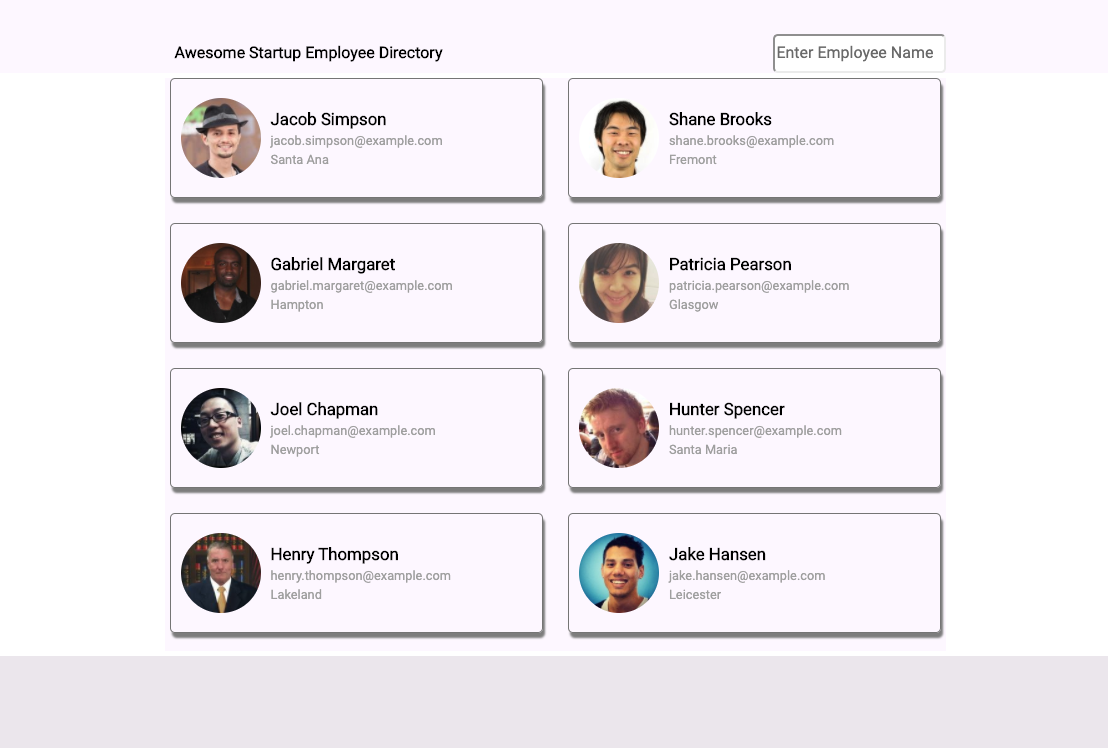 Awesome Startup Employee Directory
Enter Employee Name
Jacob Simpson
jacob.simpson@example.com
Santa Ana
Shane Brooks
shane.brooks@example.com
Fremont
Gabriel Margaret
gabriel.margaret@example.com
Hampton
Patricia Pearson
patricia.pearson@example.com
Glasgow
Joel Chapman
joel.chapman@example.com
Newport
Hunter Spencer
hunter.spencer@example.com
Santa Maria
Henry Thompson
henry.thompson@example.com
Lakeland
Jake Hansen
jake.hansen@example.com
Leicester